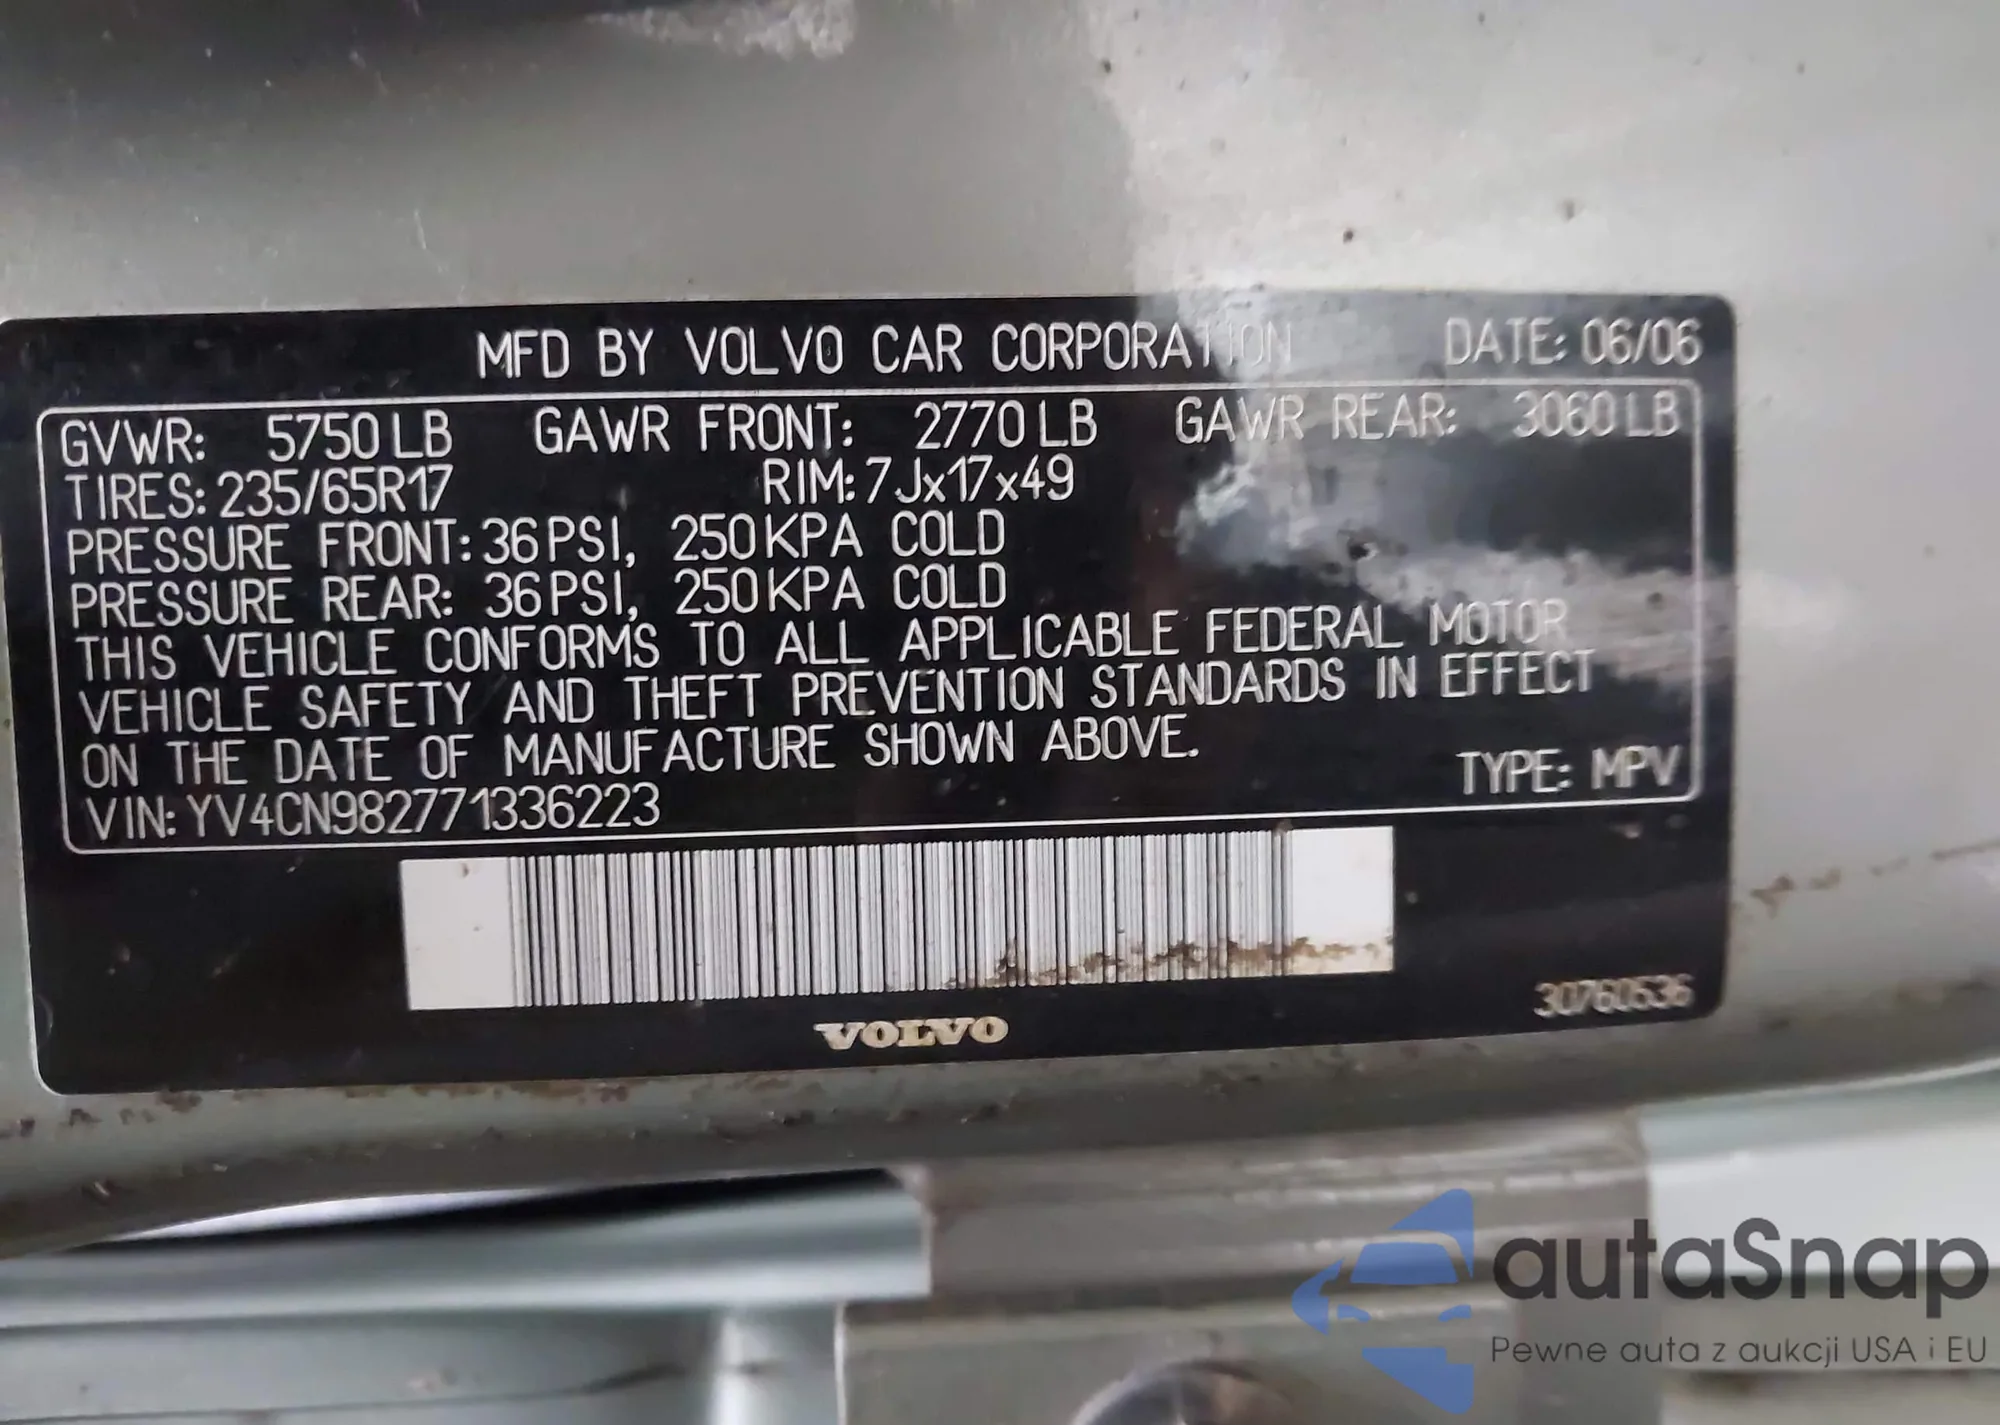 MFD BY VOLVO CAR CORPORATION DATE: 06/06
GVWR: 5750 LB GAWR FRONT: 2770 LB GAWR REAR: 3060 LB
TIRES: 235/65R17 RIM: 7Jx17x49
PRESSURE FRONT: 36 PSI, 250 KPA COLD
PRESSURE REAR: 36 PSI, 250 KPA COLD
THIS VEHICLE CONFORMS TO ALL APPLICABLE FEDERAL MOTOR
VEHICLE SAFETY AND THEFT PREVENTION STANDARDS IN EFFECT
ON THE DATE OF MANUFACTURE SHOWN ABOVE.
VIN: YV4CN982771336223 TYPE: MPV
VOLVO
30760536
autaSnap
Pewne auta z aukcji USA i EU